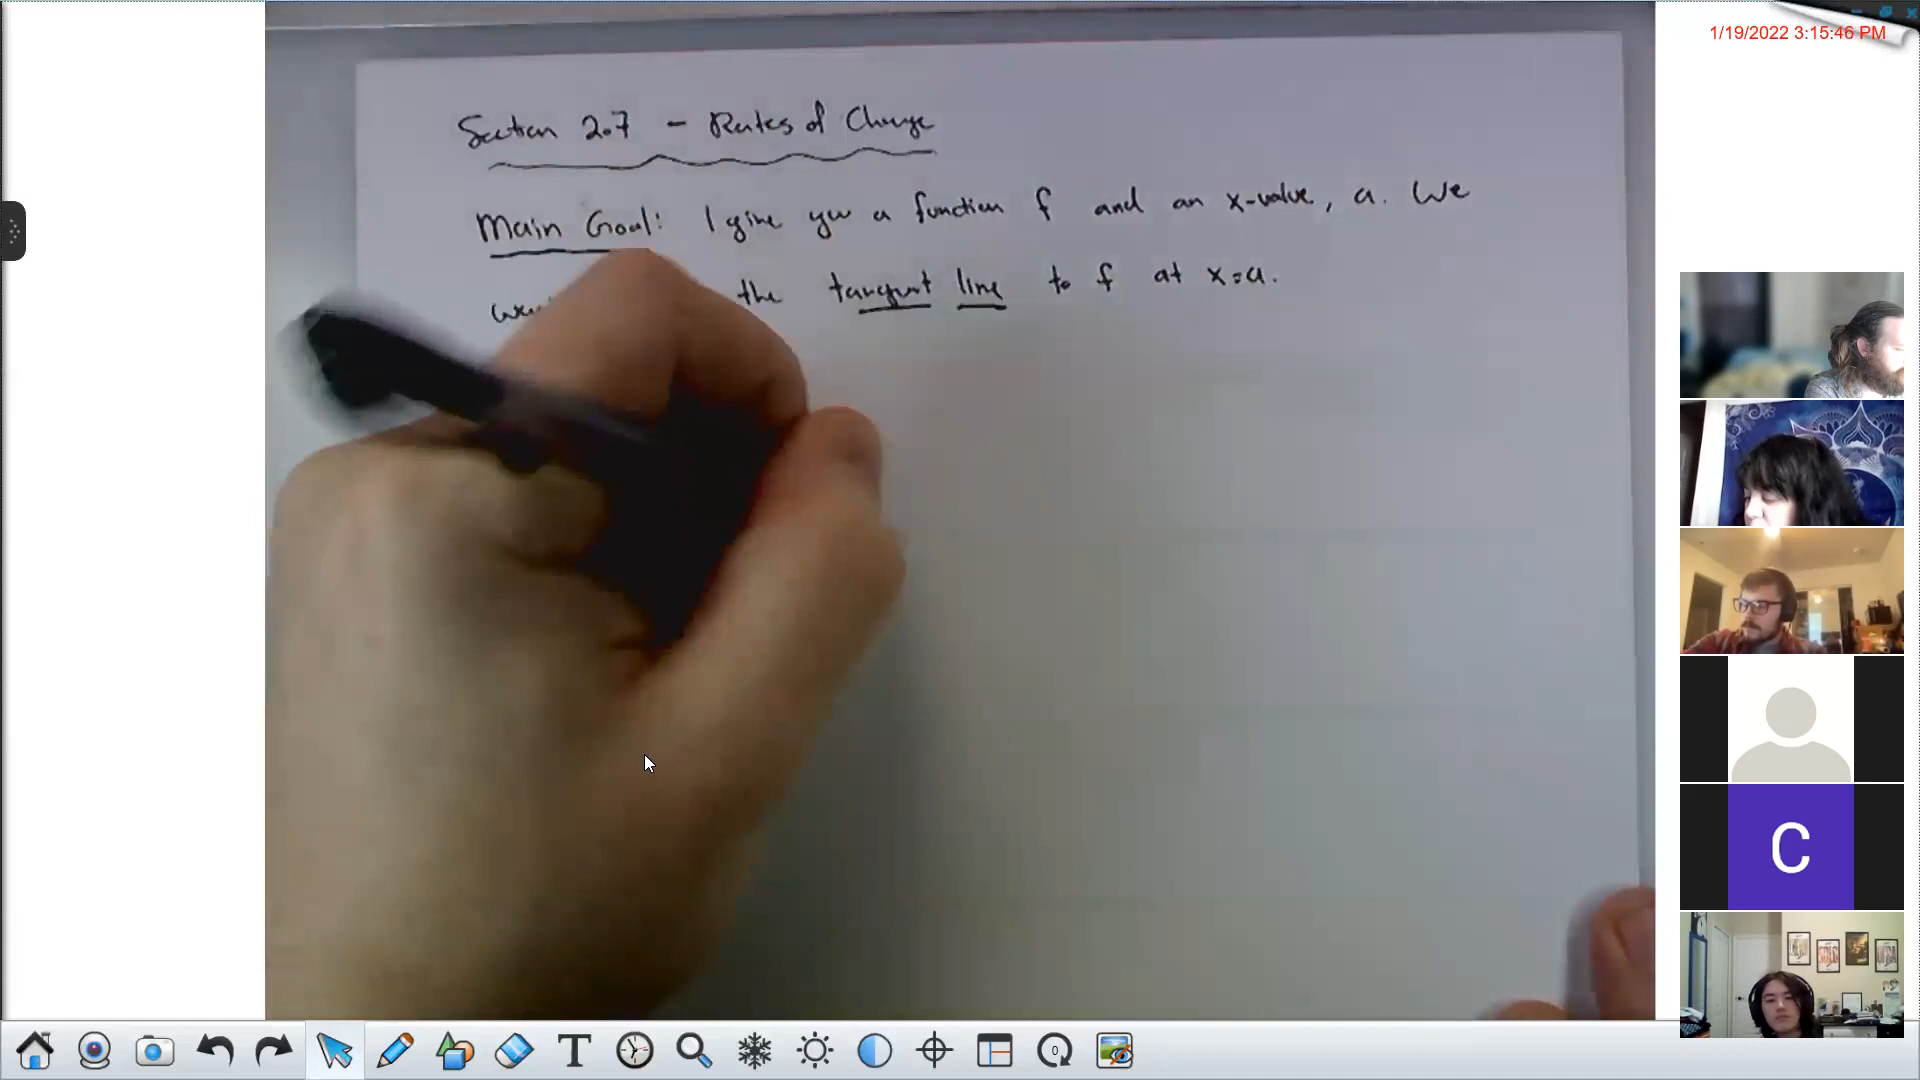 1/19/2022 3:15:46 PM
Section 2.7 - Rates of Change
Main Goal: I give you a function f and an x-value, a. We
the tangent line to f at x=a.
C
T
0